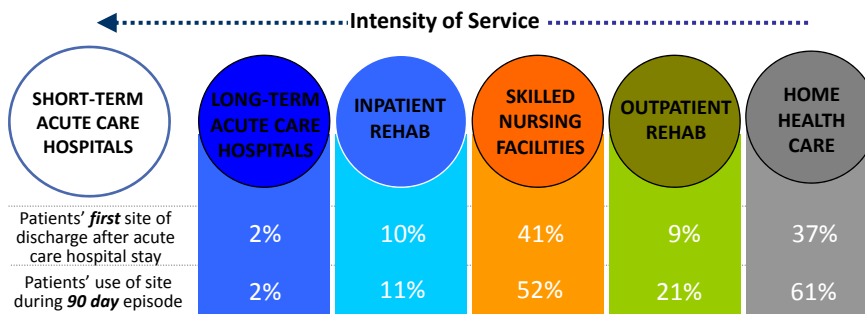 Intensity of Service
SHORT-TERM
ACUTE CARE
HOSPITALS
LONG-TERM
ACUTE CARE
HOSPITALS
INPATIENT
REHAB
SKILLED
NURSING
FACILITIES
OUTPATIENT
REHAB
HOME
HEALTH
CARE
Patients’ first site of
discharge after acute
care hospital stay
2% 10% 41% 9% 37%
Patients’ use of site
during 90 day episode
2% 11% 52% 21% 61%